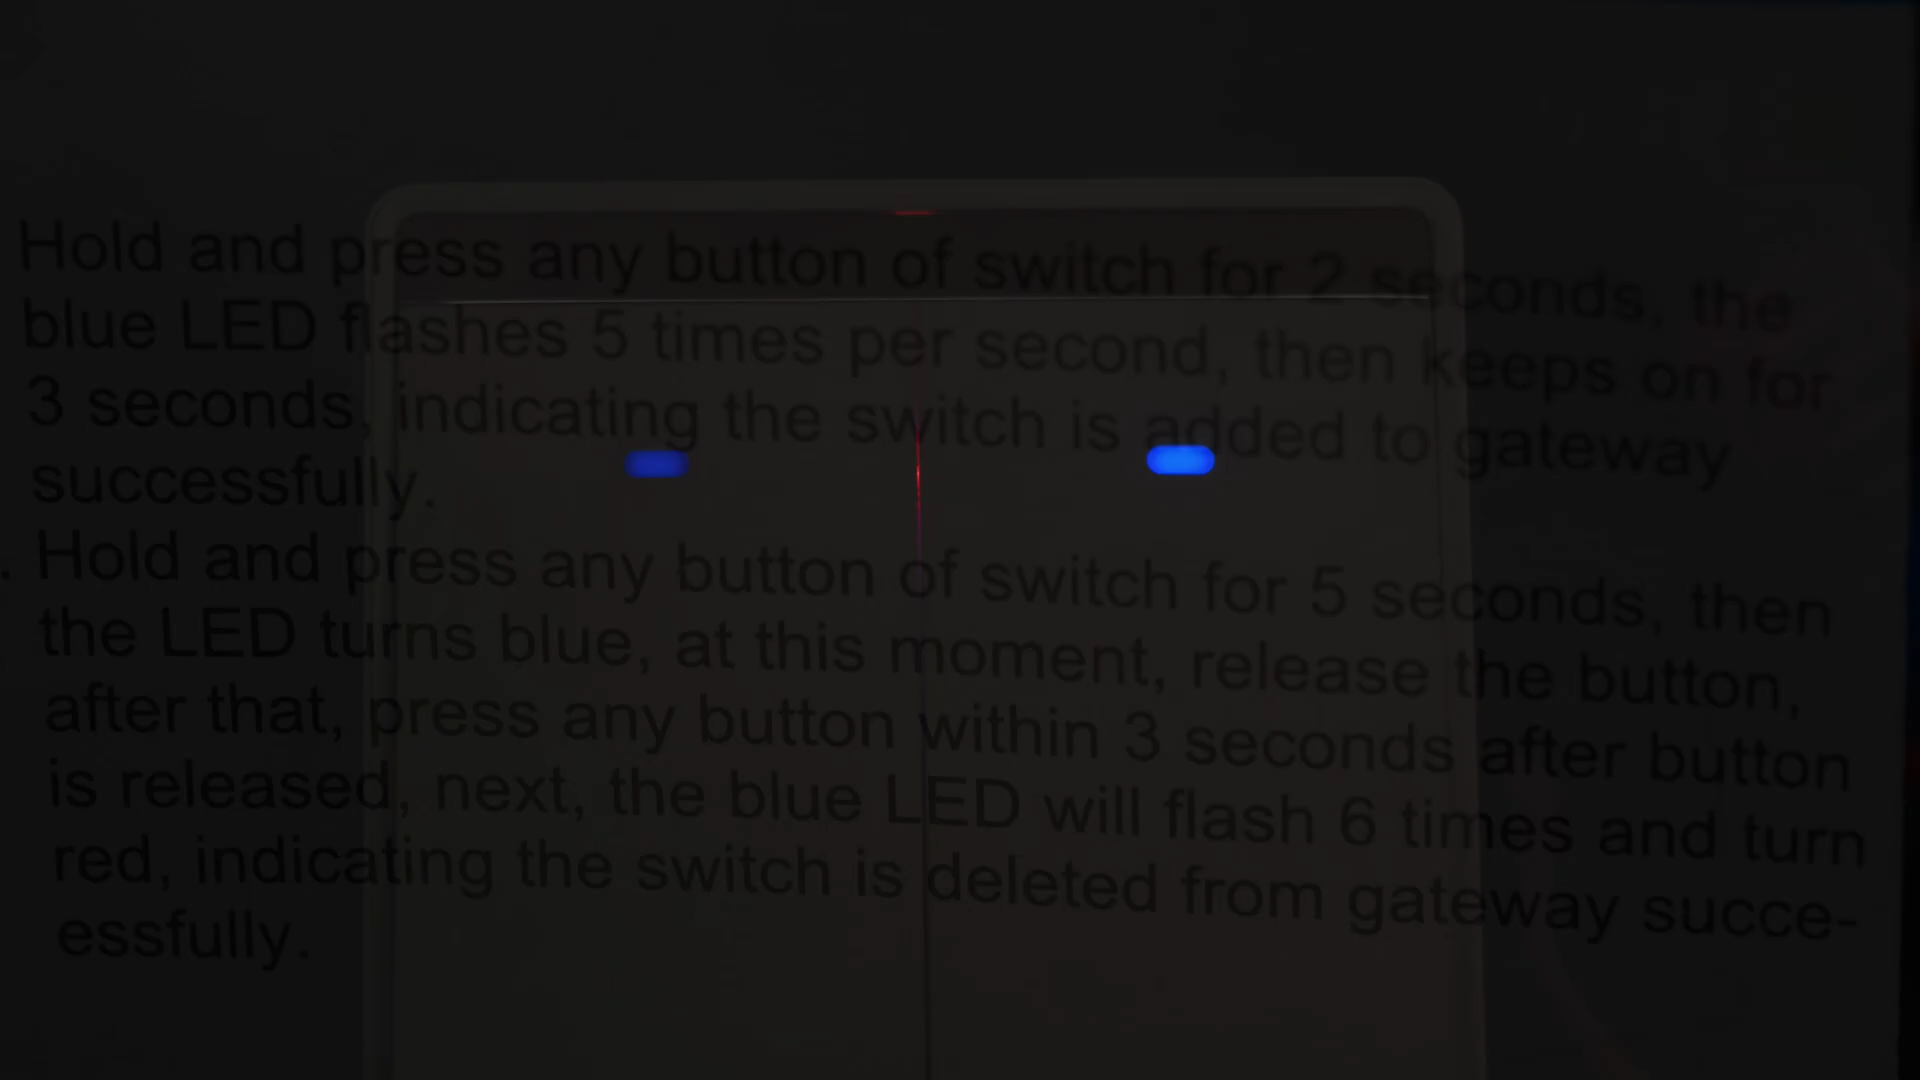 Hold and press any button of switch for 2 seconds, the
blue LED flashes 5 times per second, then keeps on for
3 seconds, indicating the switch is added to gateway
successfully.
. Hold and press any button of switch for 5 seconds, then
the LED turns blue, at this moment, release the button,
after that, press any button within 3 seconds after button
is released, next, the blue LED will flash 6 times and turn
red, indicating the switch is deleted from gateway succe-
essfully.